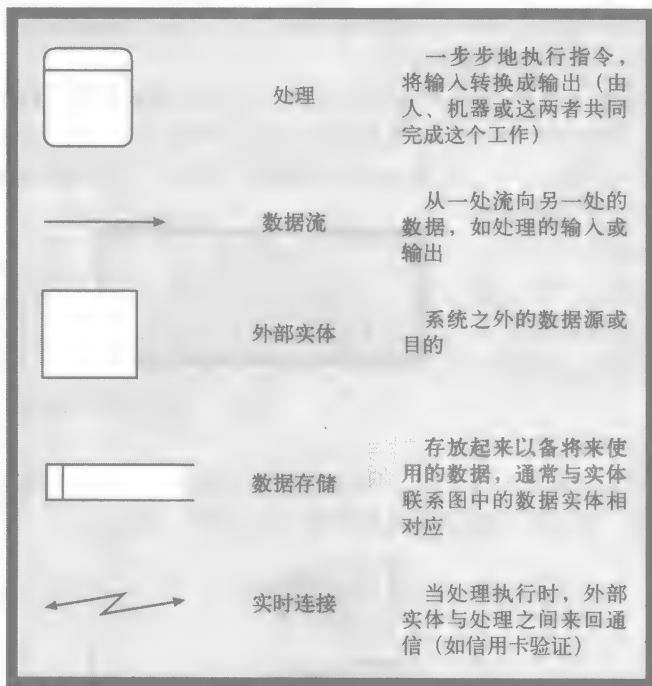 处理
一步步地执行指令，
将输入转换成输出（由
人、机器或这两者共同
完成这个工作）
数据流
从一处流向另一处的
数据，如处理的输入或
输出
外部实体
系统之外的数据源或
目的
数据存储
存放起来以备将来使
用的数据，通常与实体
联系图中的数据实体相
对应
实时连接
当处理执行时，外部
实体与处理之间来回通
信（如信用卡验证）